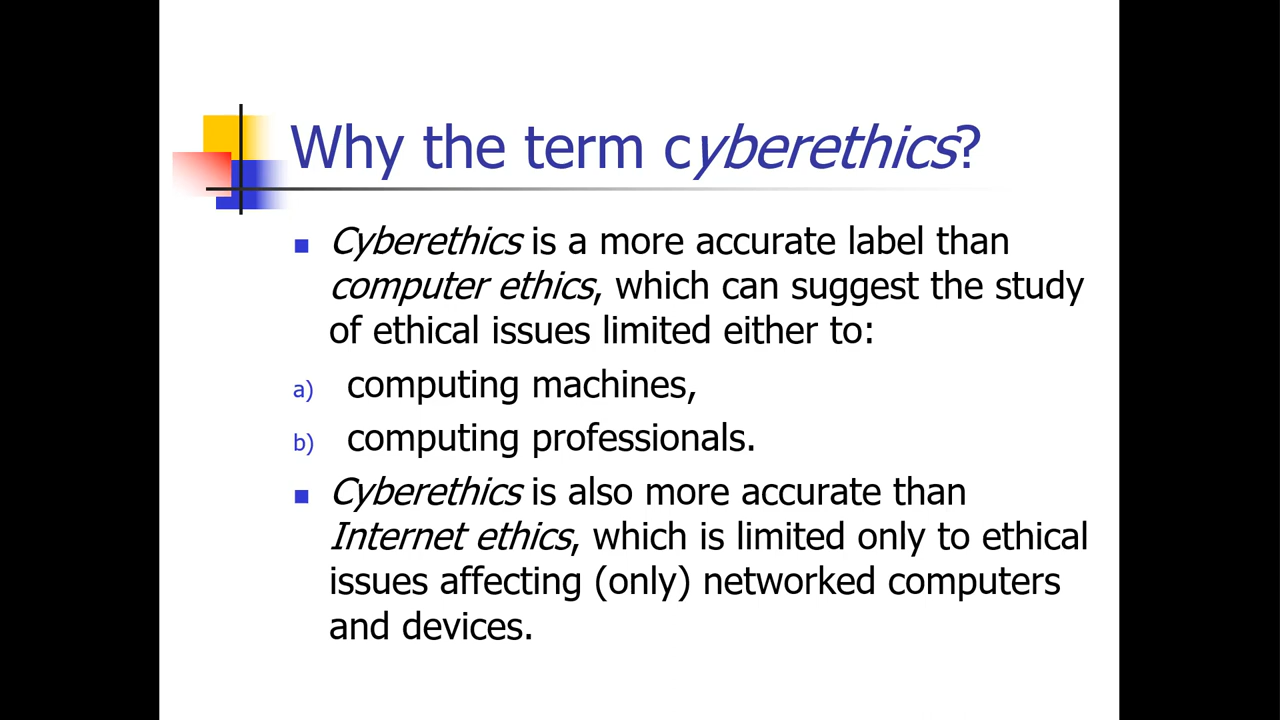 Why the term cyberethics?
Cyberethics is a more accurate label than
computer ethics, which can suggest the study
of ethical issues limited either to:
a) computing machines,
b) computing professionals.
Cyberethics is also more accurate than
Internet ethics, which is limited only to ethical
issues affecting (only) networked computers
and devices.